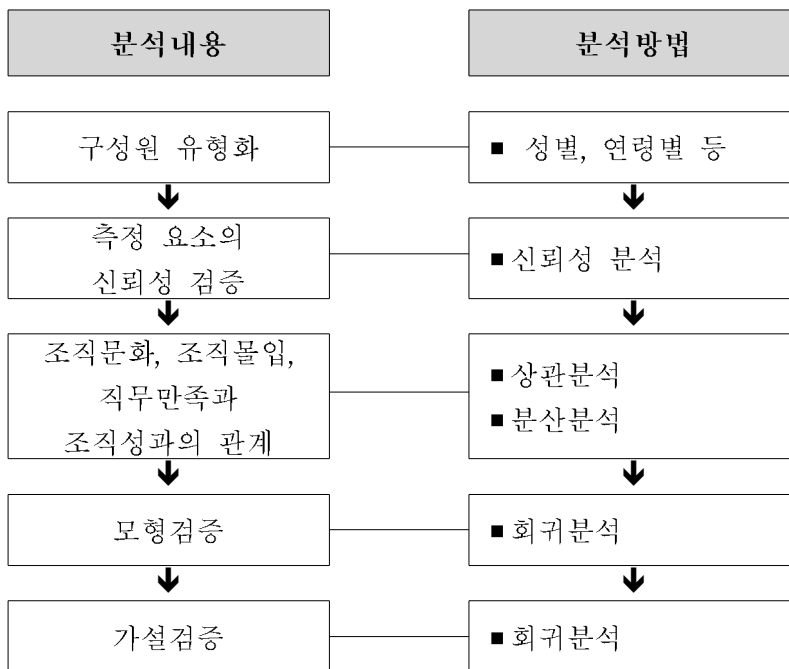 분석내용
분석방법
구성원 유형화
■ 성별, 연령별 등
측정 요소의
신뢰성 검증
■ 신뢰성 분석
조직문화, 조직몰입,
직무만족과
조직성과의 관계
■ 상관분석
■ 분산분석
모형검증
■ 회귀분석
가설검증
■ 회귀분석